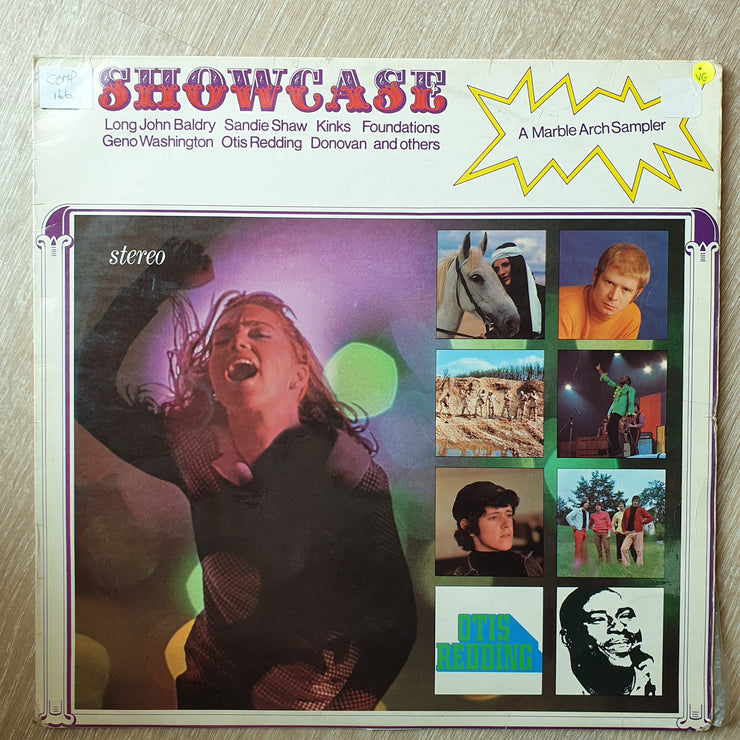 COMP
166
SHOWCASE
VG
Long John Baldry Sandie Shaw Kinks Foundations
Geno Washington Otis Redding Donovan and others
A Marble Arch Sampler
stereo
OTIS
REDDING